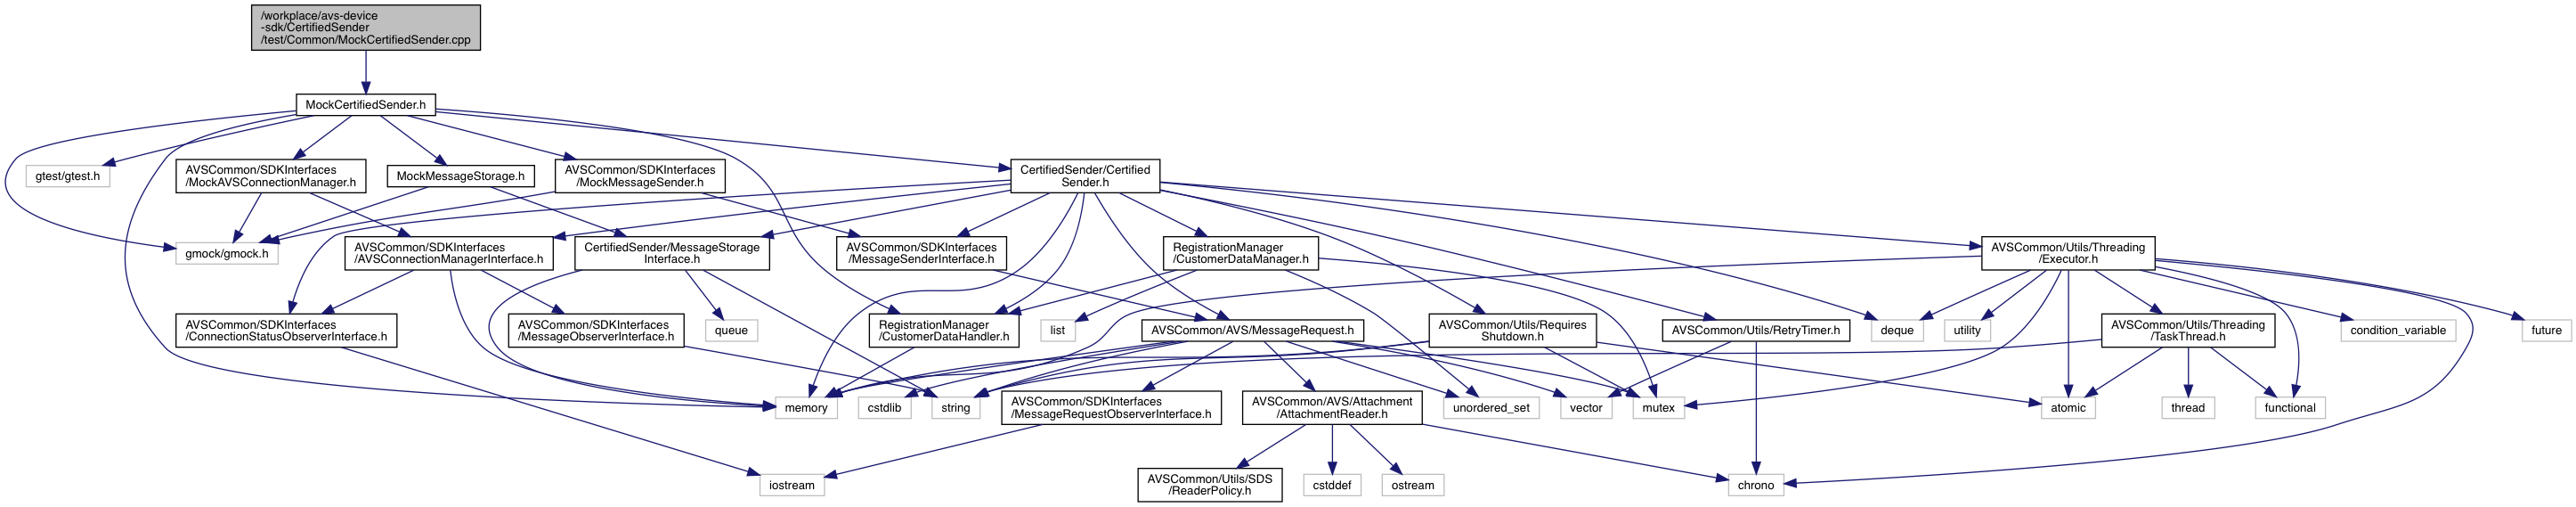 /workplace/avs-device
-sdk/CertifiedSender
/test/Common/MockCertifiedSender.cpp
MockCertifiedSender.h
gtest/gtest.h
AVSCommon/SDKInterfaces
/MockAVSConnectionManager.h
MockMessageStorage.h
AVSCommon/SDKInterfaces
/MockMessageSender.h
CertifiedSender/Certified
Sender.h
gmock/gmock.h
AVSCommon/SDKInterfaces
/AVSConnectionManagerInterface.h
CertifiedSender/MessageStorage
Interface.h
AVSCommon/SDKInterfaces
/MessageSenderInterface.h
RegistrationManager
/CustomerDataManager.h
AVSCommon/Utils/Threading
/Executor.h
AVSCommon/SDKInterfaces
/ConnectionStatusObserverInterface.h
AVSCommon/SDKInterfaces
/MessageObserverInterface.h
queue
RegistrationManager
/CustomerDataHandler.h
list
AVSCommon/AVS/MessageRequest.h
AVSCommon/Utils/Requires
Shutdown.h
AVSCommon/Utils/RetryTimer.h
deque
utility
AVSCommon/Utils/Threading
/TaskThread.h
condition_variable
future
memory
cstdlib
string
AVSCommon/SDKInterfaces
/MessageRequestObserverInterface.h
AVSCommon/AVS/Attachment
/AttachmentReader.h
unordered_set
vector
mutex
atomic
thread
functional
iostream
AVSCommon/Utils/SDS
/ReaderPolicy.h
cstddef
ostream
chrono